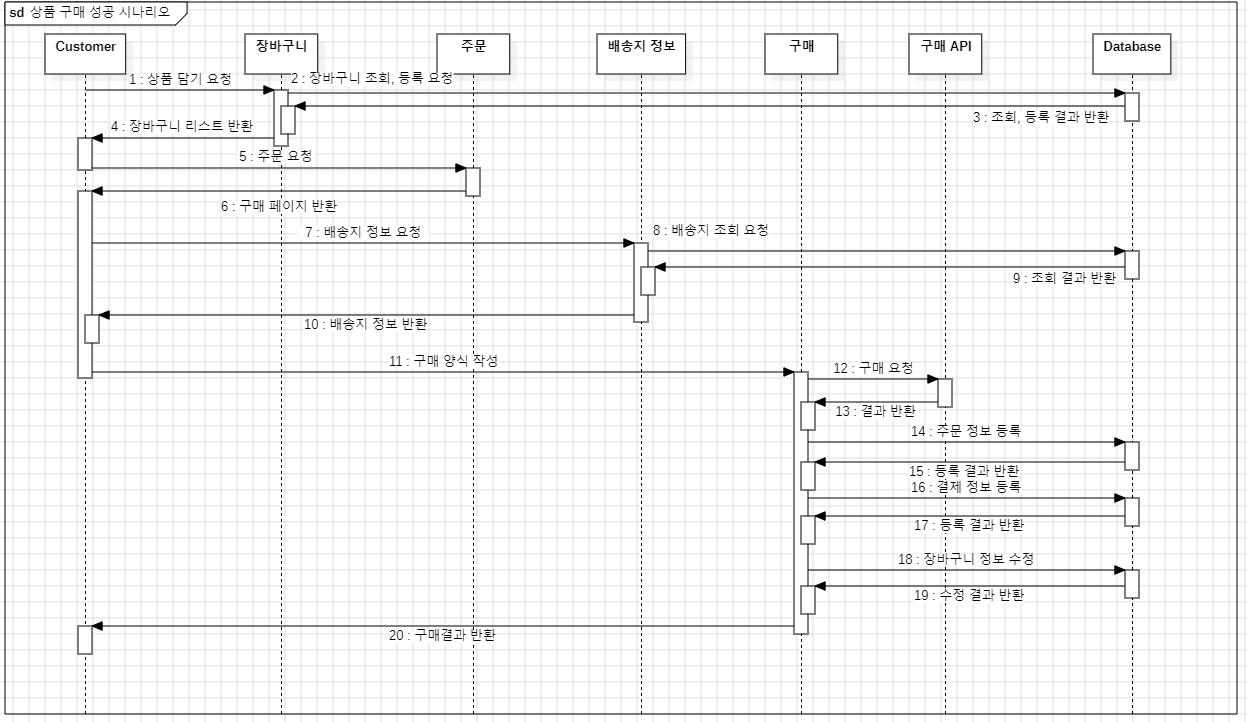 sd 상품 구매 성공 시나리오
Customer
장바구니
주문
배송지 정보
구매
구매 API
Database
1 : 상품 담기 요청
2 : 장바구니 조회, 등록 요청
3 : 조회, 등록 결과 반환
4 : 장바구니 리스트 반환
5 : 주문 요청
6 : 구매 페이지 반환
7 : 배송지 정보 요청
8 : 배송지 조회 요청
9 : 조회 결과 반환
10 : 배송지 정보 반환
11 : 구매 양식 작성
12 : 구매 요청
13 : 결과 반환
14 : 주문 정보 등록
15 : 등록 결과 반환
16 : 결제 정보 등록
17 : 등록 결과 반환
18 : 장바구니 정보 수정
19 : 수정 결과 반환
20 : 구매결과 반환